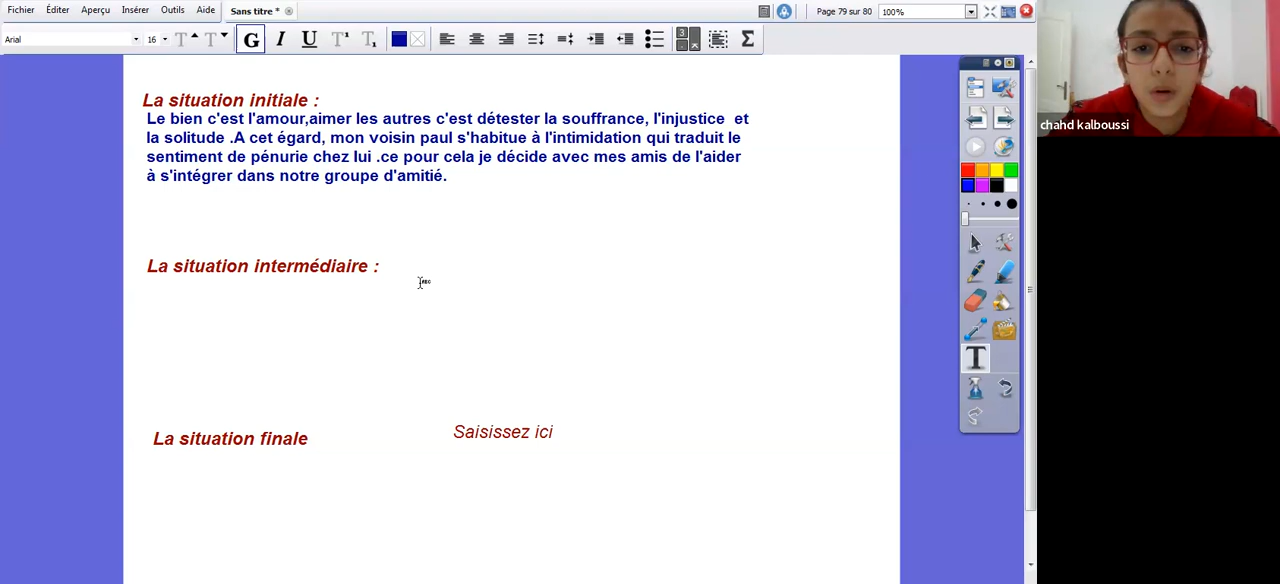 Fichier Éditer Aperçu Insérer Outils Aide Sans titre * Page 79 sur 80 100%
Arial 16 G I U T¹ T₁ 3 Σ
La situation initiale :
Le bien c'est l'amour,aimer les autres c'est détester la souffrance, l'injustice et
la solitude .A cet égard, mon voisin paul s'habitue à l'intimidation qui traduit le
sentiment de pénurie chez lui .ce pour cela je décide avec mes amis de l'aider
à s'intégrer dans notre groupe d'amitié.
La situation intermédiaire :
La situation finale
Saisissez ici
chahd kalboussi